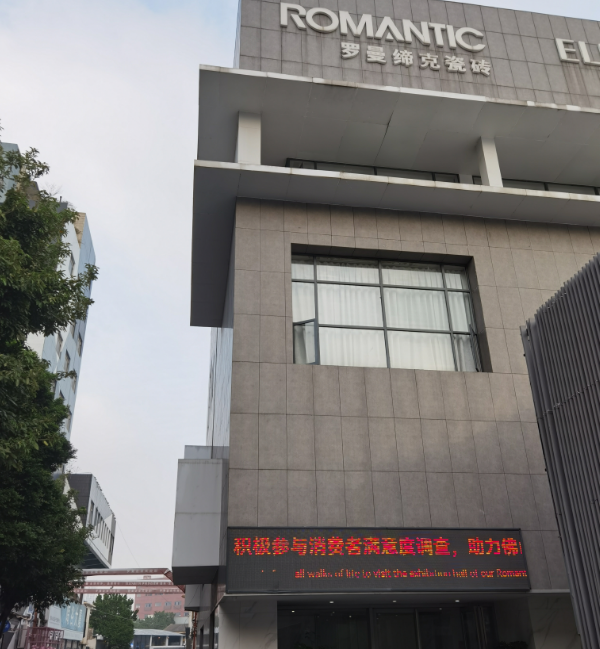 ROMANTIC
罗曼缔克瓷砖
EL
积极参与消费者满意度调查，助力佛
all walks of life to visit the exhibition hall of our Roman